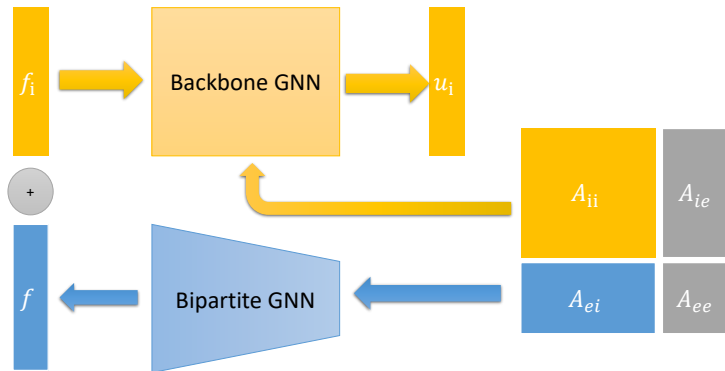 f_i
Backbone GNN
u_i
A_ii
A_ie
+
f
Bipartite GNN
A_ei
A_ee